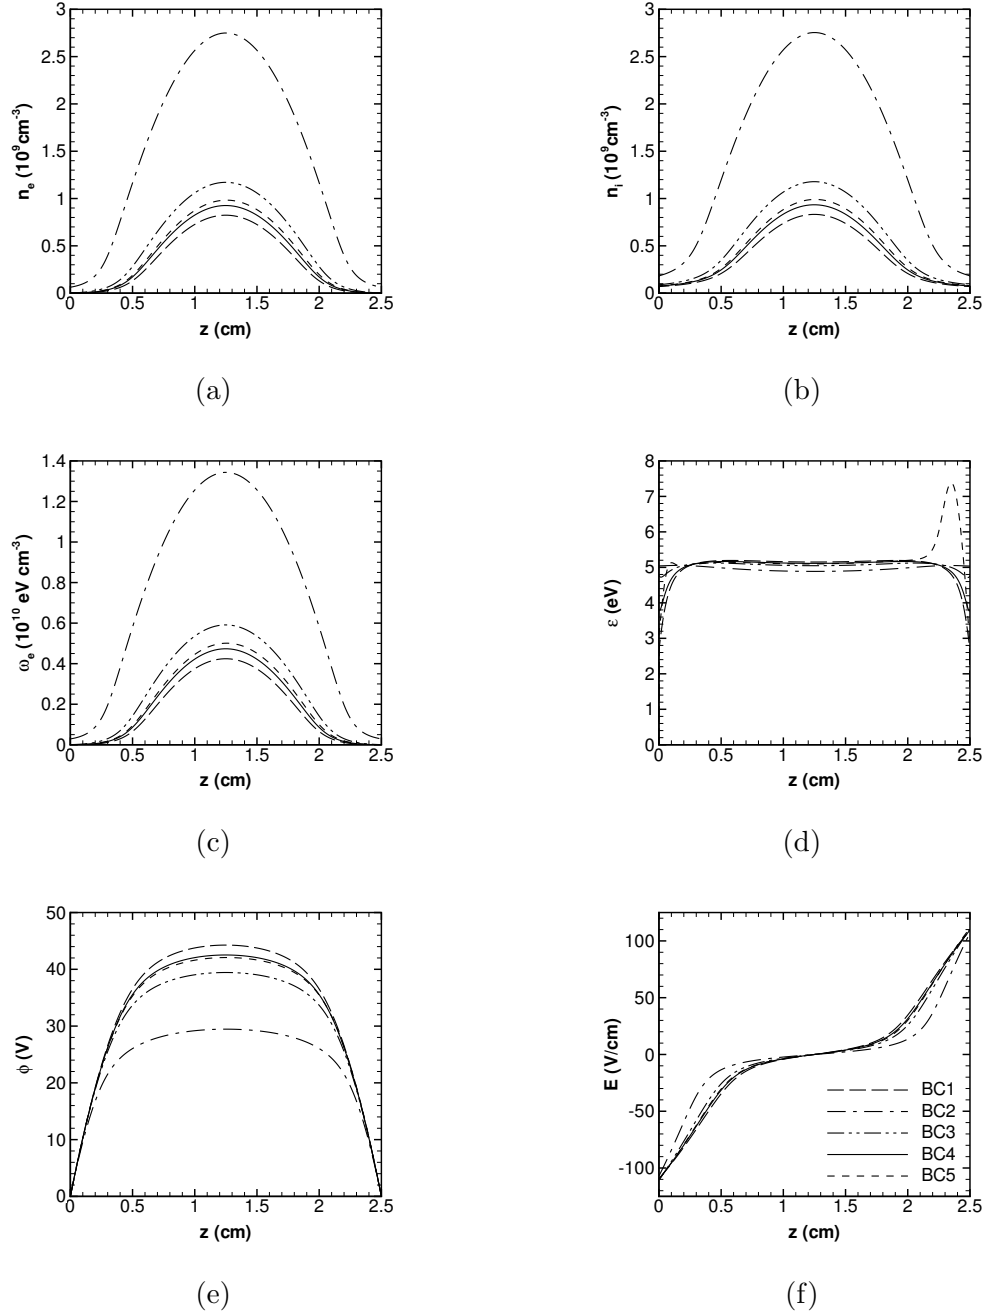 n_e (10^9cm^-3)
3
2.5
2
1.5
1
0.5
0
0 0.5 1 1.5 2 2.5
z (cm)
(a)
n_i (10^9cm^-3)
3
2.5
2
1.5
1
0.5
0
0 0.5 1 1.5 2 2.5
z (cm)
(b)
ω_e (10^10 eV cm^-3)
1.4
1.2
1
0.8
0.6
0.4
0.2
0
0 0.5 1 1.5 2 2.5
z (cm)
(c)
ε (eV)
8
7
6
5
4
3
2
1
0
0 0.5 1 1.5 2 2.5
z (cm)
(d)
ϕ (V)
50
40
30
20
10
0
0 0.5 1 1.5 2 2.5
z (cm)
(e)
E (V/cm)
100
50
0
-50
-100
BC1
BC2
BC3
BC4
BC5
0 0.5 1 1.5 2 2.5
z (cm)
(f)